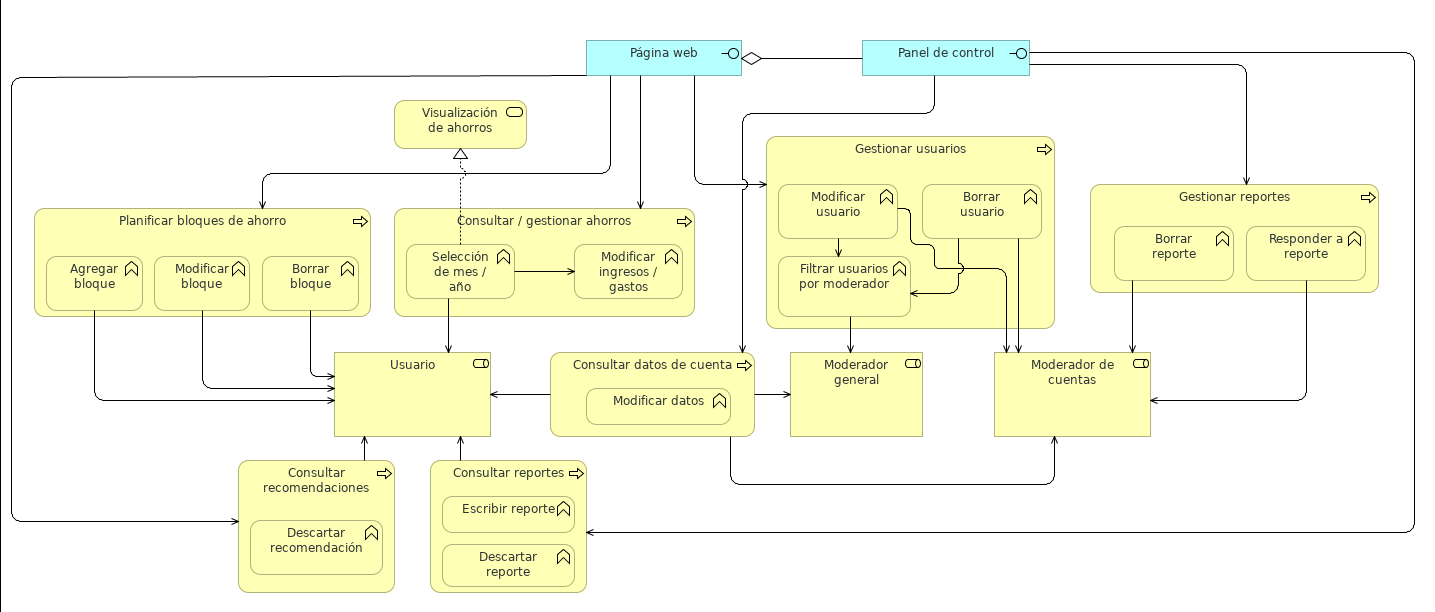 Página web
Panel de control
Visualización
de ahorros
Gestionar usuarios
Modificar
usuario
Borrar
usuario
Filtrar usuarios
por moderador
Gestionar reportes
Borrar
reporte
Responder a
reporte
Planificar bloques de ahorro
Agregar
bloque
Modificar
bloque
Borrar
bloque
Consultar / gestionar ahorros
Selección
de mes /
año
Modificar
ingresos /
gastos
Usuario
Consultar datos de cuenta
Modificar datos
Moderador
general
Moderador de
cuentas
Consultar
recomendaciones
Descartar
recomendación
Consultar reportes
Escribir reporte
Descartar
reporte